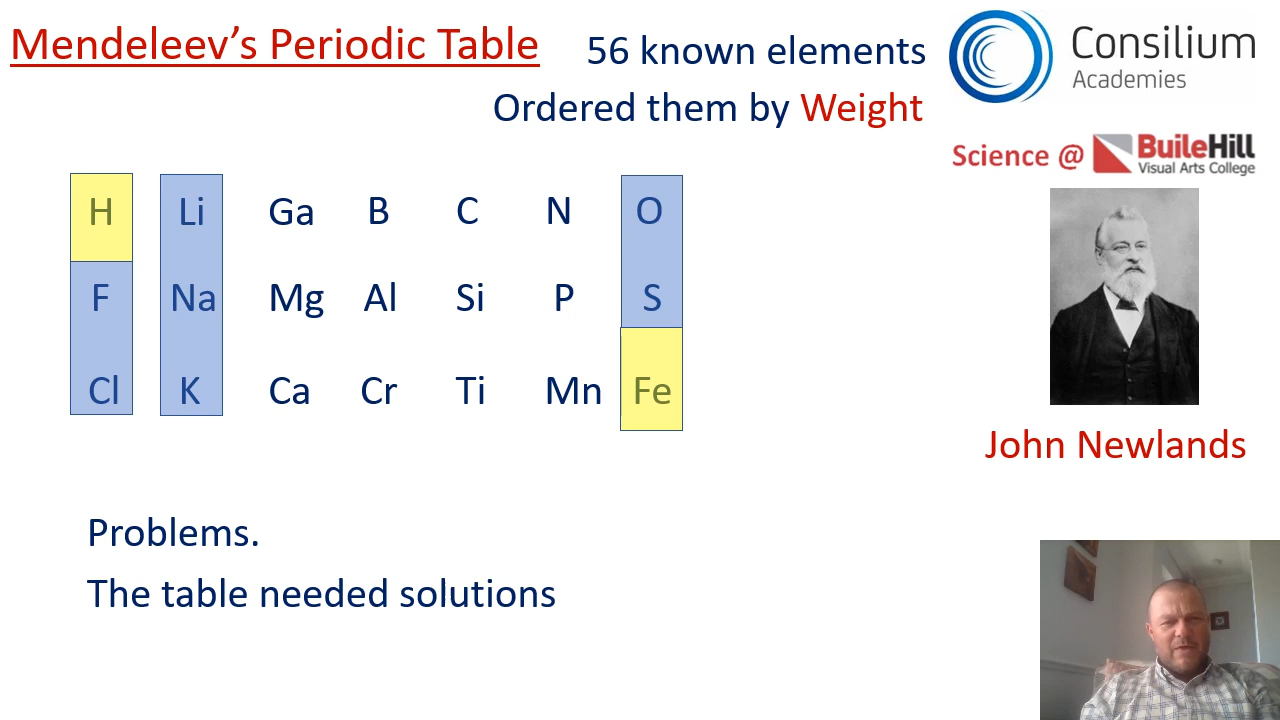 Mendeleev's Periodic Table
56 known elements
Ordered them by Weight
Consilium
Academies
Science @ BuileHill
Visual Arts College
H Li Ga B C N O
F Na Mg Al Si P S
Cl K Ca Cr Ti Mn Fe
John Newlands
Problems.
The table needed solutions